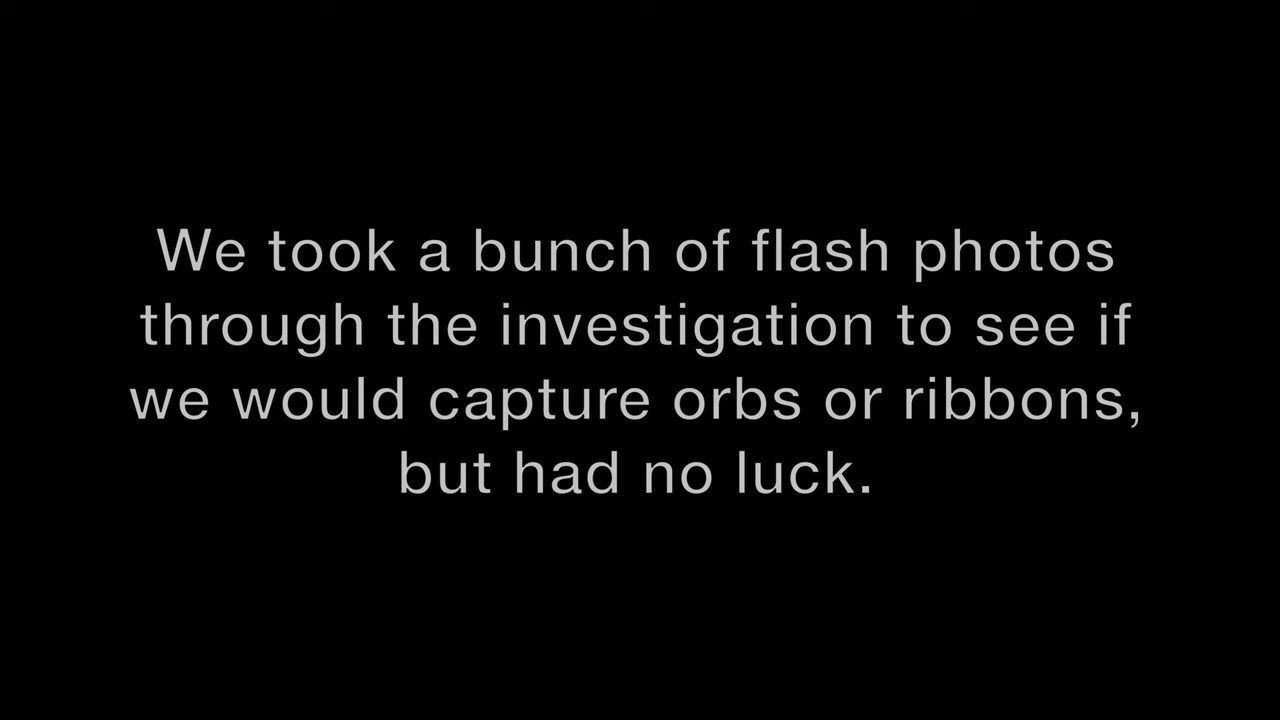 We took a bunch of flash photos
through the investigation to see if
we would capture orbs or ribbons,
but had no luck.